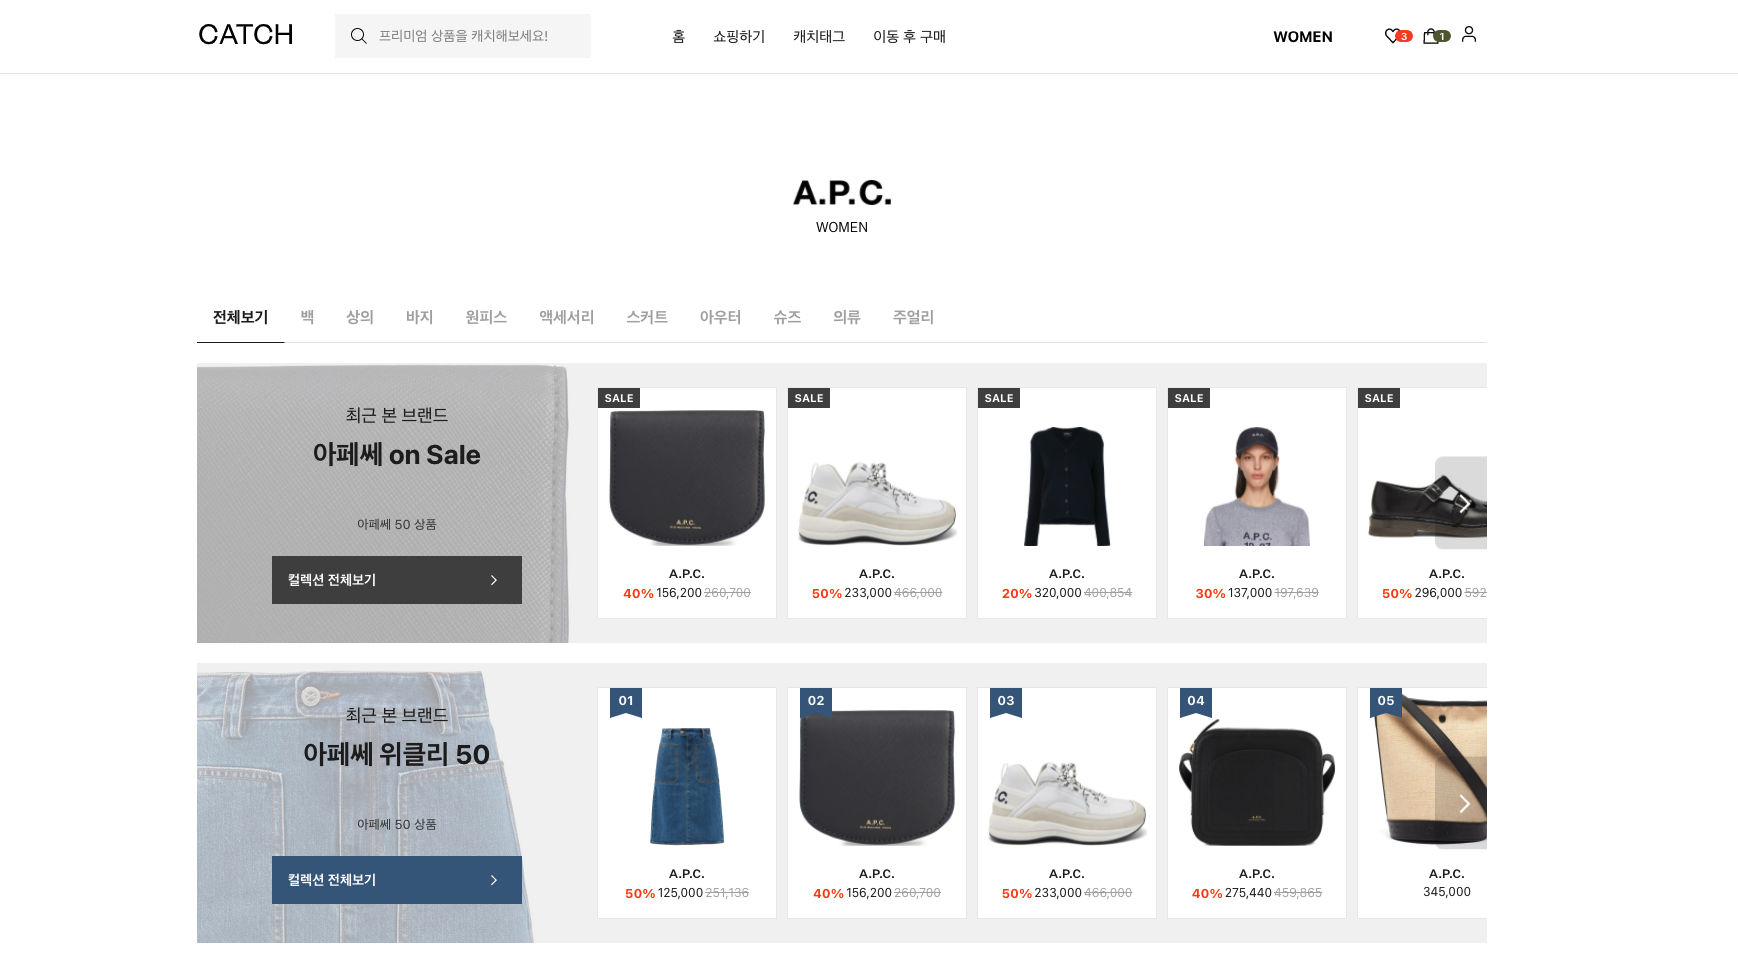 CATCH
프리미엄 상품을 캐치해보세요!
홈 쇼핑하기 캐치태그 이동 후 구매
WOMEN
3
1
A.P.C.
WOMEN
전체보기 백 상의 바지 원피스 액세서리 스커트 아우터 슈즈 의류 주얼리
최근 본 브랜드
아페쎄 on Sale
아페쎄 50 상품
컬렉션 전체보기
SALE
A.P.C.
A.P.C.
40% 156,200 260,700
SALE
.C.
A.P.C.
50% 233,000 466,000
SALE
A.P.C.
20% 320,000 400,854
SALE
A.P.C.
A.P.C.
A.P.C.
30% 137,000 197,639
SALE
A.P.C.
50% 296,000 592
최근 본 브랜드
아페쎄 위클리 50
아페쎄 50 상품
컬렉션 전체보기
01
A.P.C.
50% 125,000 251,136
02
A.P.C.
A.P.C.
40% 156,200 260,700
03
.C.
A.P.C.
50% 233,000 466,000
04
A.P.C.
40% 275,440 459,865
05
A.P.C.
345,000